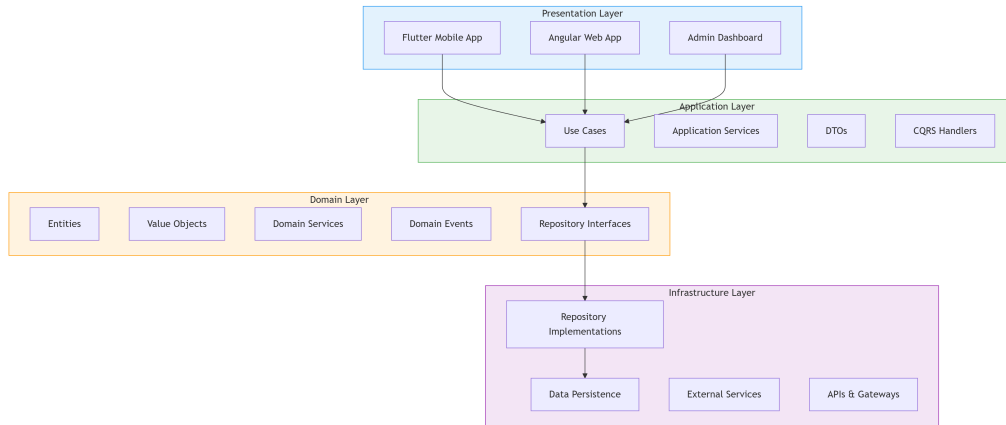 Presentation Layer
Flutter Mobile App
Angular Web App
Admin Dashboard
Application Layer
Use Cases
Application Services
DTOs
CQRS Handlers
Domain Layer
Entities
Value Objects
Domain Services
Domain Events
Repository Interfaces
Infrastructure Layer
Repository
Implementations
Data Persistence
External Services
APIs & Gateways